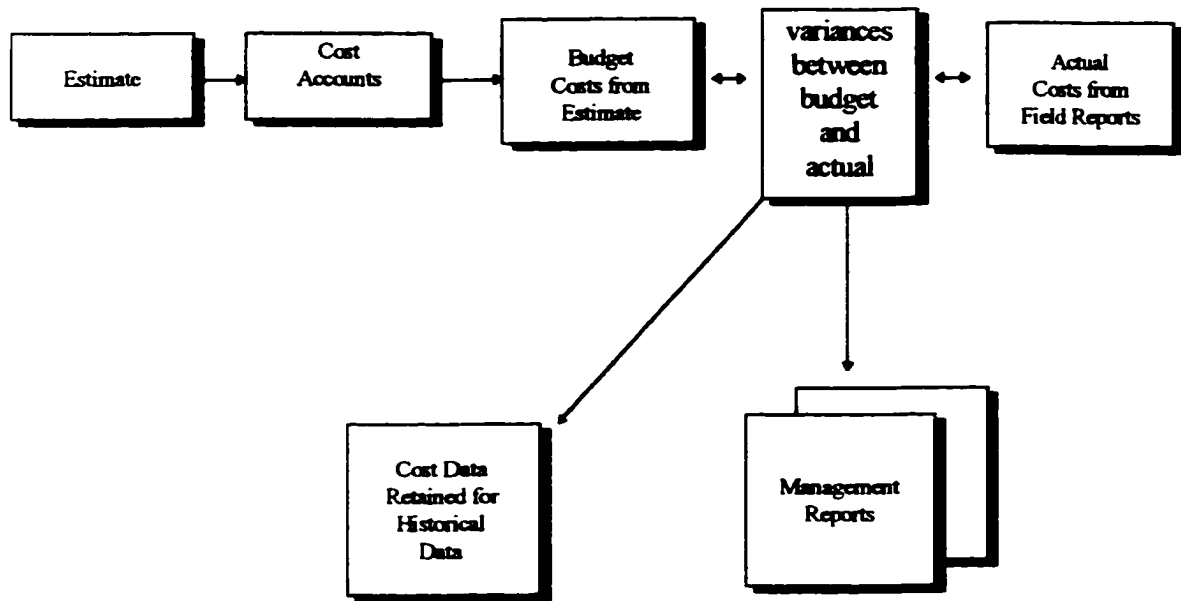 Estimate
Cost
Accounts
Budget
Costs from
Estimate
variances
between
budget
and
actual
Actual
Costs from
Field Reports
Cost Data
Retained for
Historical
Data
Management
Reports